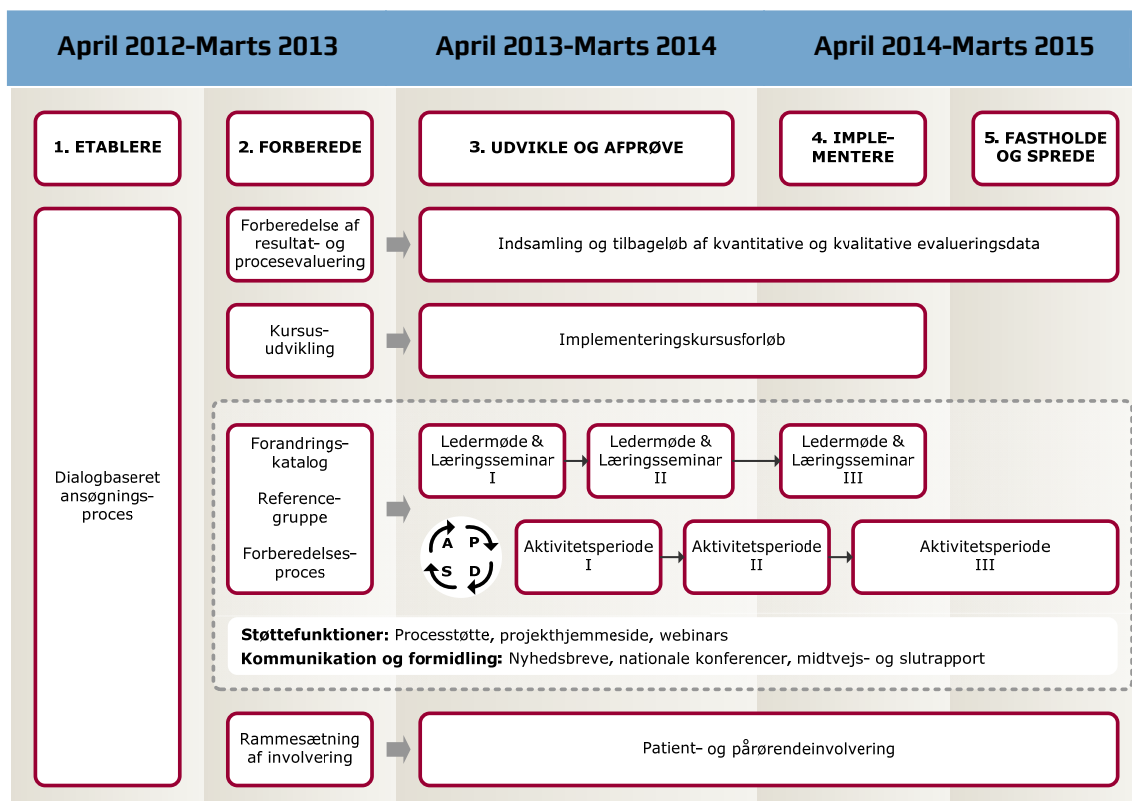 April 2012-Marts 2013
April 2013-Marts 2014
April 2014-Marts 2015
1. ETABLERE
2. FORBEREDE
3. UDVIKLE OG AFPRØVE
4. IMPLE-
MENTERE
5. FASTHOLDE
OG SPREDE
Dialogbaseret
ansøgnings-
proces
Forberedelse af
resultat- og
procesevaluering
Indsamling og tilbageløb af kvantitative og kvalitative evalueringsdata
Kursus-
udvikling
Implementeringskursusforløb
Forandrings-
katalog
Reference-
gruppe
Forberedelses-
proces
Ledermøde &
Læringsseminar
I
Ledermøde &
Læringsseminar
II
Ledermøde &
Læringsseminar
III
A P
S D
Aktivitetsperiode
I
Aktivitetsperiode
II
Aktivitetsperiode
III
Støttefunktioner: Processtøtte, projekthjemmeside, webinars
Kommunikation og formidling: Nyhedsbreve, nationale konferencer, midtvejs- og slutrapport
Rammesætning
af involvering
Patient- og pårørendeinvolvering